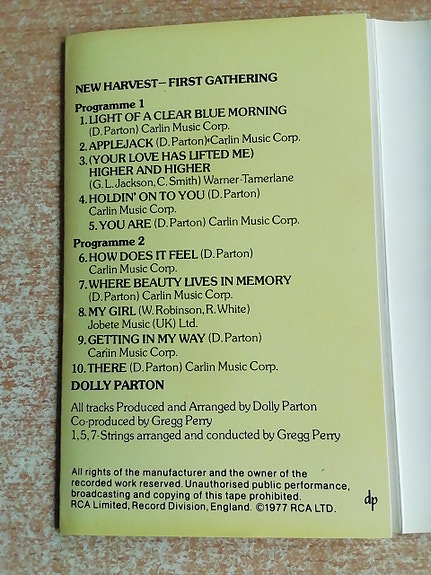 NEW HARVEST—FIRST GATHERING
Programme 1
1. LIGHT OF A CLEAR BLUE MORNING
(D. Parton) Carlin Music Corp.
2. APPLEJACK (D. Parton) Carlin Music Corp.
3. (YOUR LOVE HAS LIFTED ME)
HIGHER AND HIGHER
(G. L. Jackson, C. Smith) Warner-Tamerlane
4. HOLDIN' ON TO YOU (D. Parton)
Carlin Music Corp.
5. YOU ARE (D. Parton) Carlin Music Corp.
Programme 2
6. HOW DOES IT FEEL (D. Parton)
Carlin Music Corp.
7. WHERE BEAUTY LIVES IN MEMORY
(D. Parton) Carlin Music Corp.
8. MY GIRL (W. Robinson, R. White)
Jobete Music (UK) Ltd.
9. GETTING IN MY WAY (D. Parton)
Carlin Music Corp.
10. THERE (D. Parton) Carlin Music Corp.
DOLLY PARTON
All tracks Produced and Arranged by Dolly Parton
Co-produced by Gregg Perry
1,5,7-Strings arranged and conducted by Gregg Perry
All rights of the manufacturer and the owner of the
recorded work reserved. Unauthorised public performance,
broadcasting and copying of this tape prohibited.
RCA Limited, Record Division, England. ©1977 RCA LTD.
dp